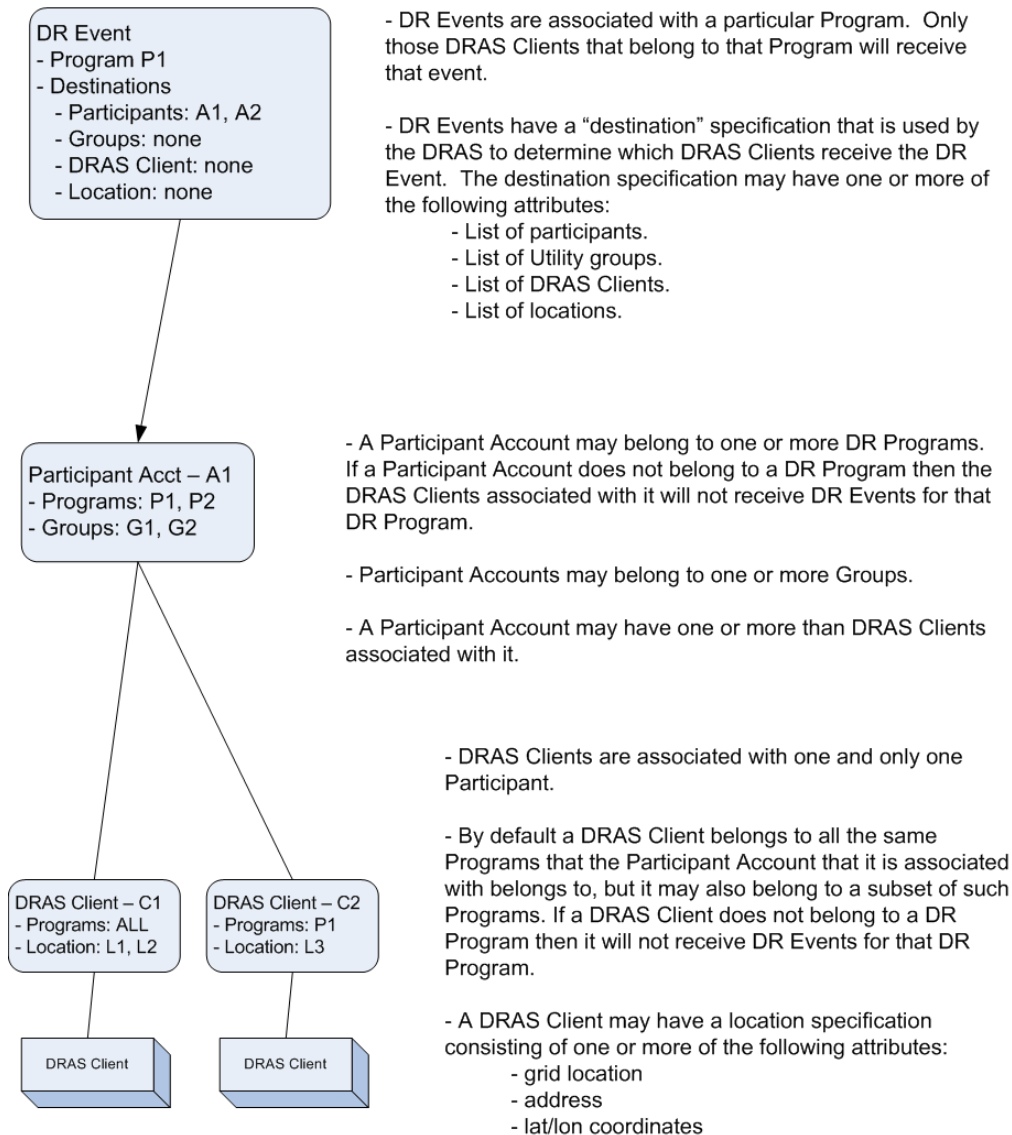 DR Event
- Program P1
- Destinations
- Participants: A1, A2
- Groups: none
- DRAS Client: none
- Location: none
- DR Events are associated with a particular Program.  Only
those DRAS Clients that belong to that Program will receive
that event.
- DR Events have a “destination” specification that is used by
the DRAS to determine which DRAS Clients receive the DR
Event.  The destination specification may have one or more of
the following attributes:
- List of participants.
- List of Utility groups.
- List of DRAS Clients.
- List of locations.
Participant Acct – A1
- Programs: P1, P2
- Groups: G1, G2
- A Participant Account may belong to one or more DR Programs.
If a Participant Account does not belong to a DR Program then the
DRAS Clients associated with it will not receive DR Events for that
DR Program.
- Participant Accounts may belong to one or more Groups.
- A Participant Account may have one or more than DRAS Clients
associated with it.
DRAS Client – C1
- Programs: ALL
- Location: L1, L2
DRAS Client – C2
- Programs: P1
- Location: L3
DRAS Client
DRAS Client
- DRAS Clients are associated with one and only one
Participant.
- By default a DRAS Client belongs to all the same
Programs that the Participant Account that it is associated
with belongs to, but it may also belong to a subset of such
Programs. If a DRAS Client does not belong to a DR
Program then it will not receive DR Events for that DR
Program.
- A DRAS Client may have a location specification
consisting of one or more of the following attributes:
- grid location
- address
- lat/lon coordinates